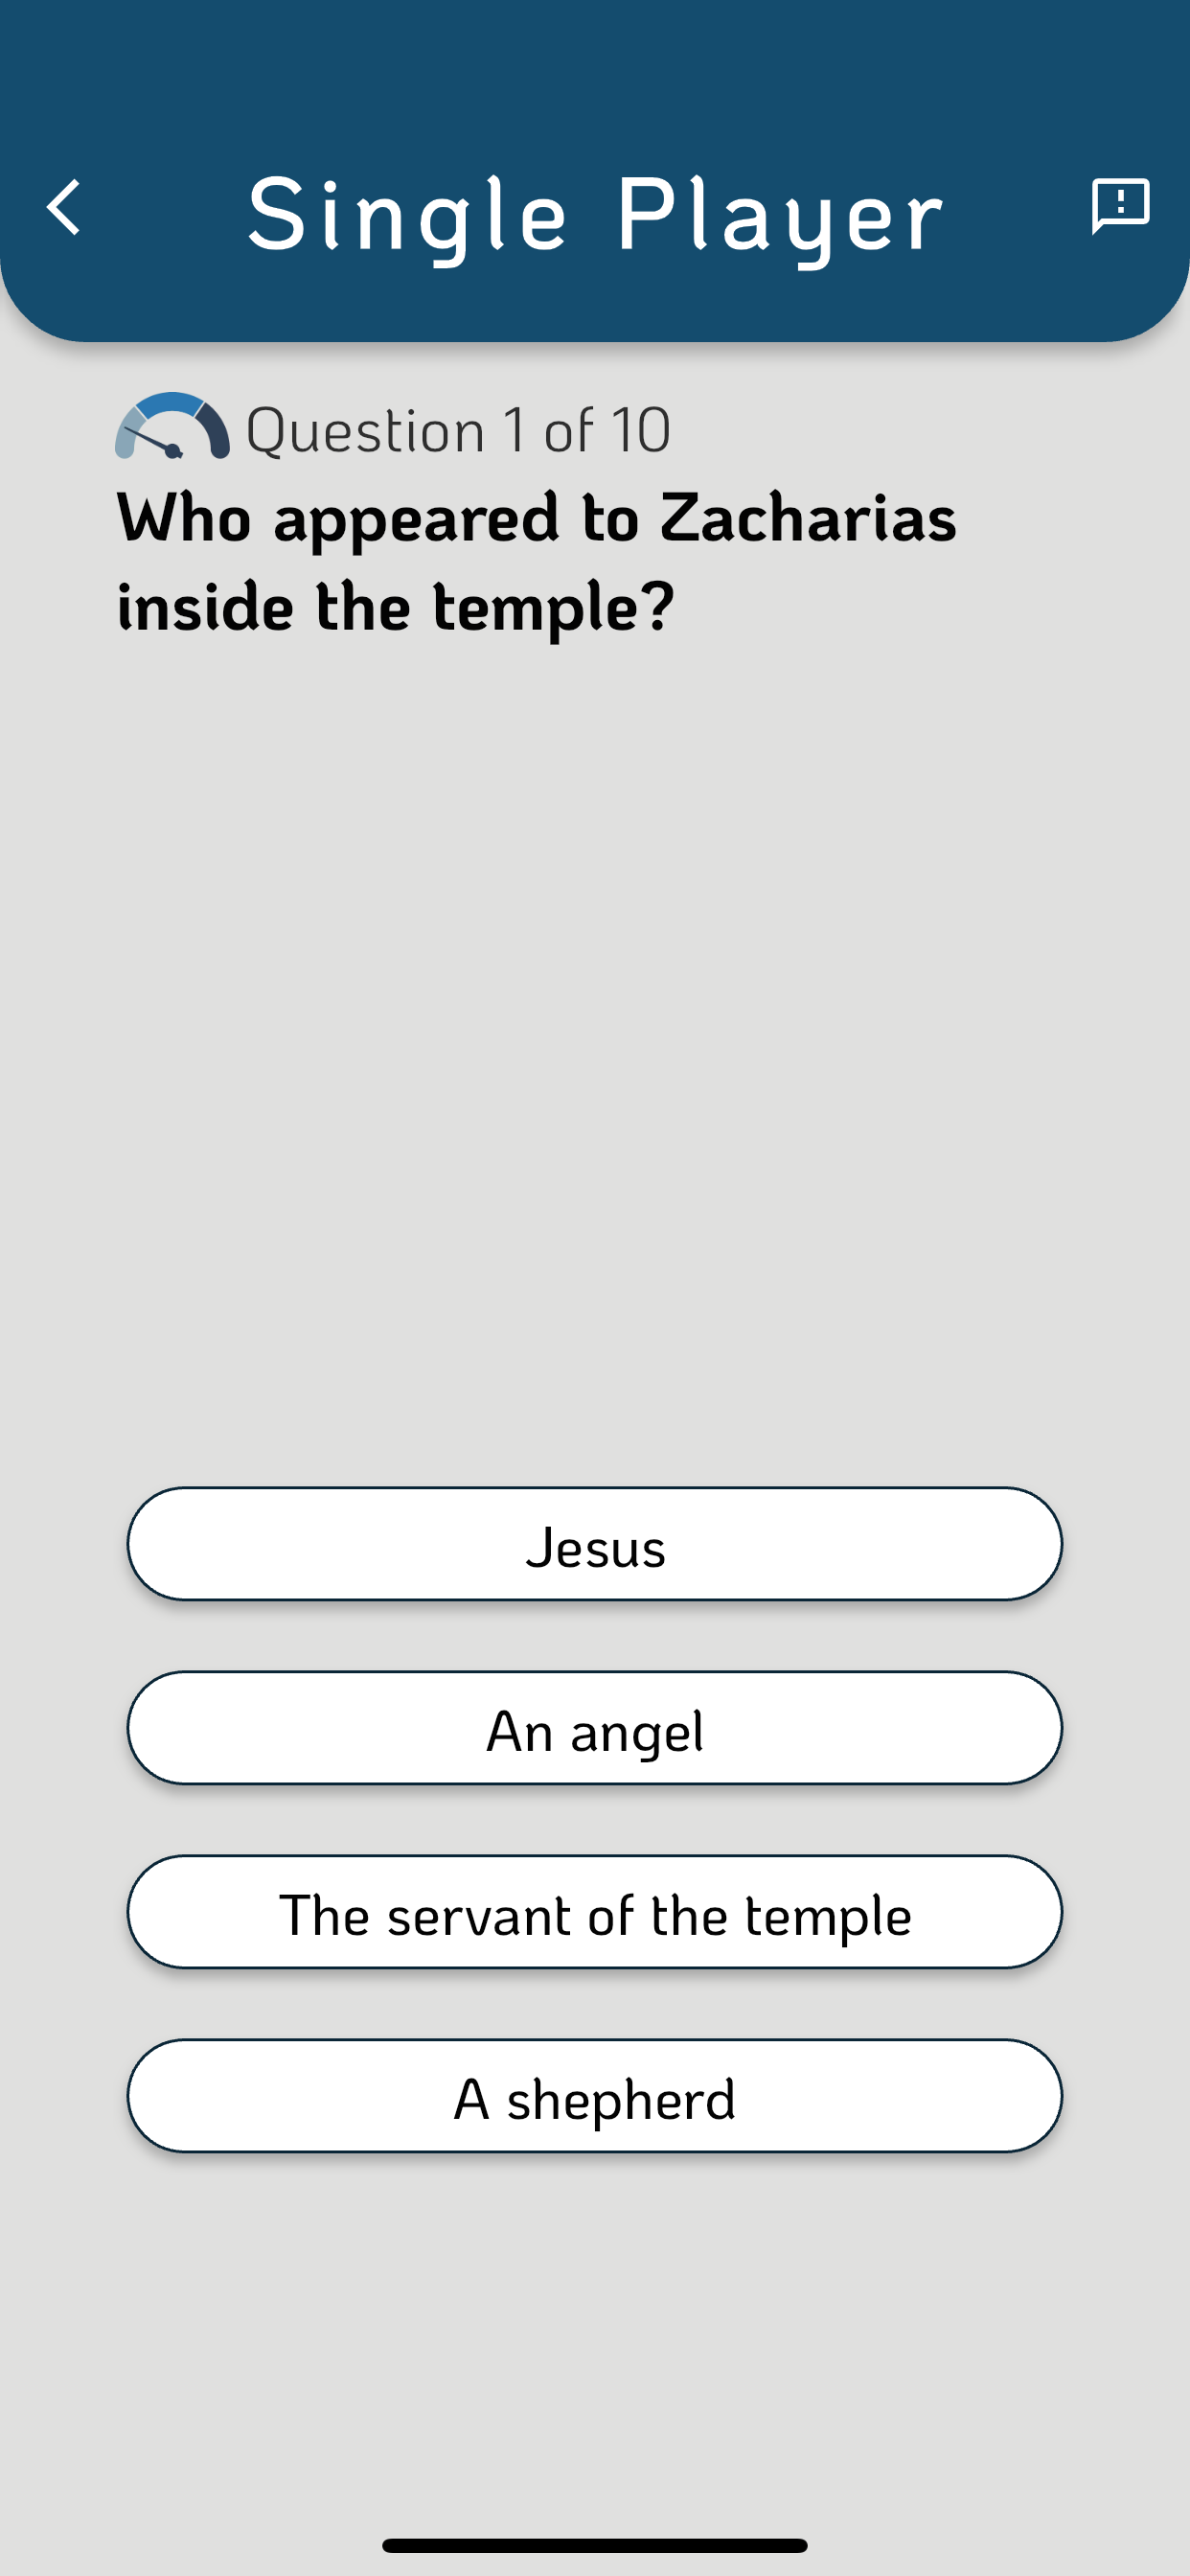 Single Player
Question 1 of 10
Who appeared to Zacharias
inside the temple?
Jesus
An angel
The servant of the temple
A shepherd